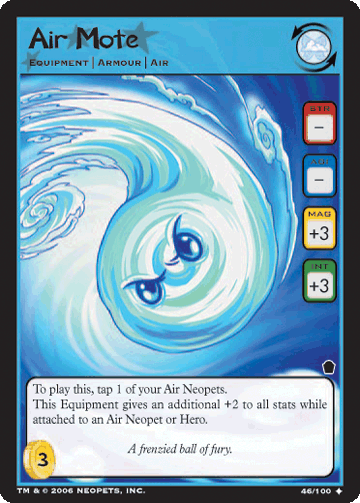 Air Mote
Equipment | Armour | Air
STR
–
AGI
–
MAG
+3
INT
+3
To play this, tap 1 of your Air Neopets.
This Equipment gives an additional +2 to all stats while
attached to an Air Neopet or Hero.
A frenzied ball of fury.
3
TM & © 2006 NEOPETS, INC.
46/100